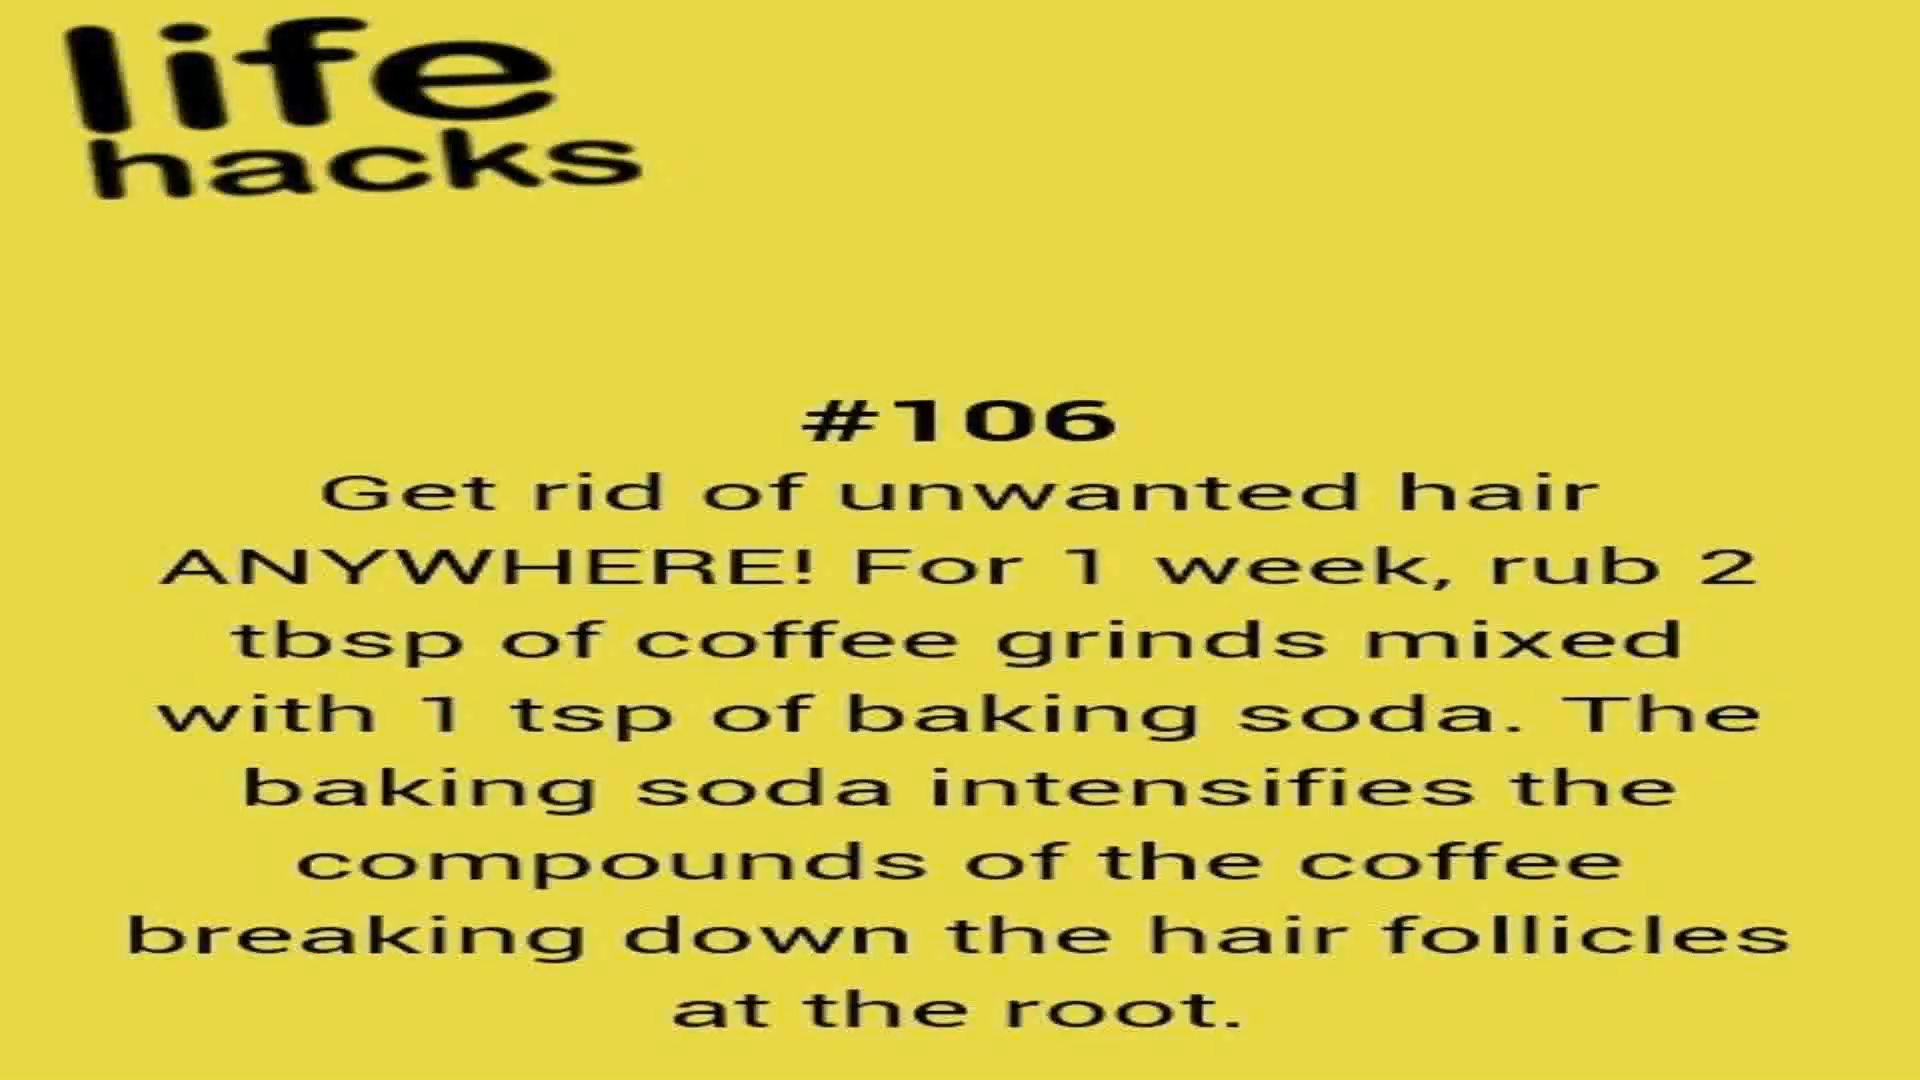 life
hacks
#106
Get rid of unwanted hair
ANYWHERE! For 1 week, rub 2
tbsp of coffee grinds mixed
with 1 tsp of baking soda. The
baking soda intensifies the
compounds of the coffee
breaking down the hair follicles
at the root.